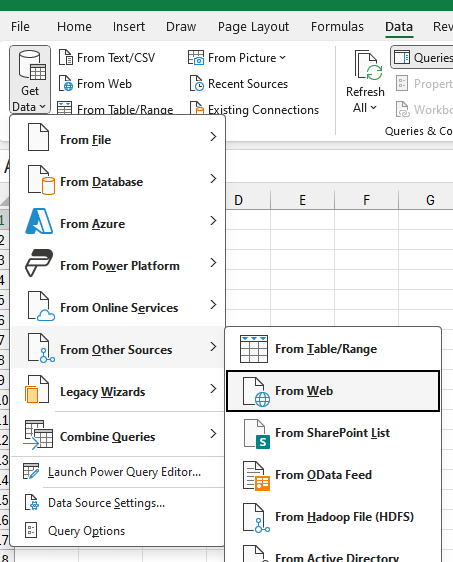 File Home Insert Draw Page Layout Formulas Data Rev
Get Data
From Text/CSV
From Web
From Table/Range
From Picture
Recent Sources
Existing Connections
Refresh All
Queries
Propert
Workb
Queries & Co
From File
From Database
From Azure
From Power Platform
From Online Services
From Other Sources
Legacy Wizards
Combine Queries
Launch Power Query Editor...
Data Source Settings...
Query Options
D E F G
From Table/Range
From Web
From SharePoint List
From OData Feed
From Hadoop File (HDFS)
From Active Directory